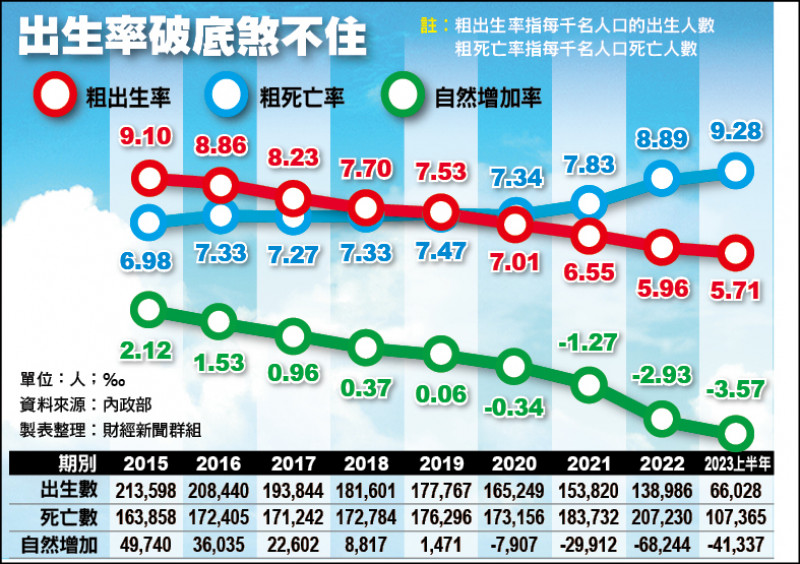 出生率破底煞不住
註：粗出生率指每千名人口的出生人數
粗死亡率指每千名人口死亡人數
粗出生率 粗死亡率 自然增加率
9.10 8.86 8.23 7.70 7.53 7.34 7.83 8.89 9.28
6.98 7.33 7.27 7.33 7.47 7.01 6.55 5.96 5.71
2.12 1.53 0.96 0.37 0.06 -0.34 -1.27 -2.93 -3.57
單位：人；‰
資料來源：內政部
製表整理：財經新聞群組
期別 2015 2016 2017 2018 2019 2020 2021 2022 2023上半年
出生數 213,598 208,440 193,844 181,601 177,767 165,249 153,820 138,986 66,028
死亡數 163,858 172,405 171,242 172,784 176,296 173,156 183,732 207,230 107,365
自然增加 49,740 36,035 22,602 8,817 1,471 -7,907 -29,912 -68,244 -41,337